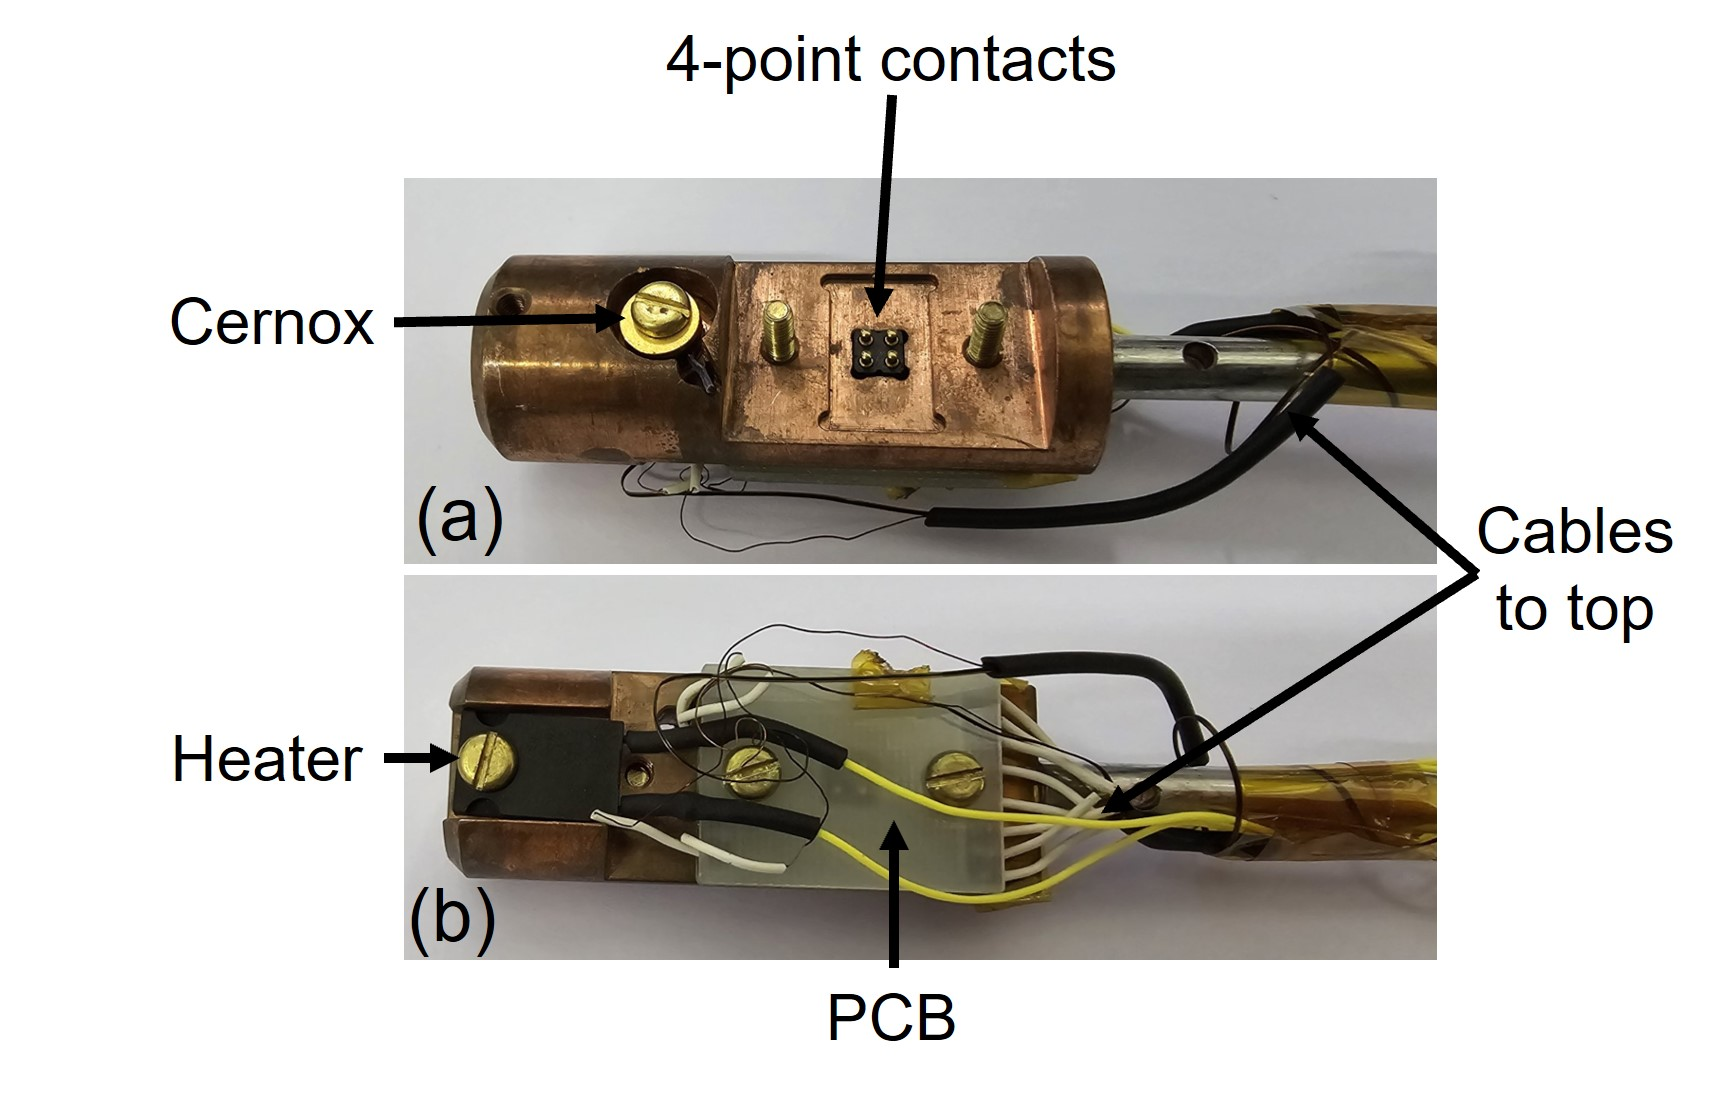 4-point contacts
Cernox
(a)
Cables
to top
Heater
(b)
PCB